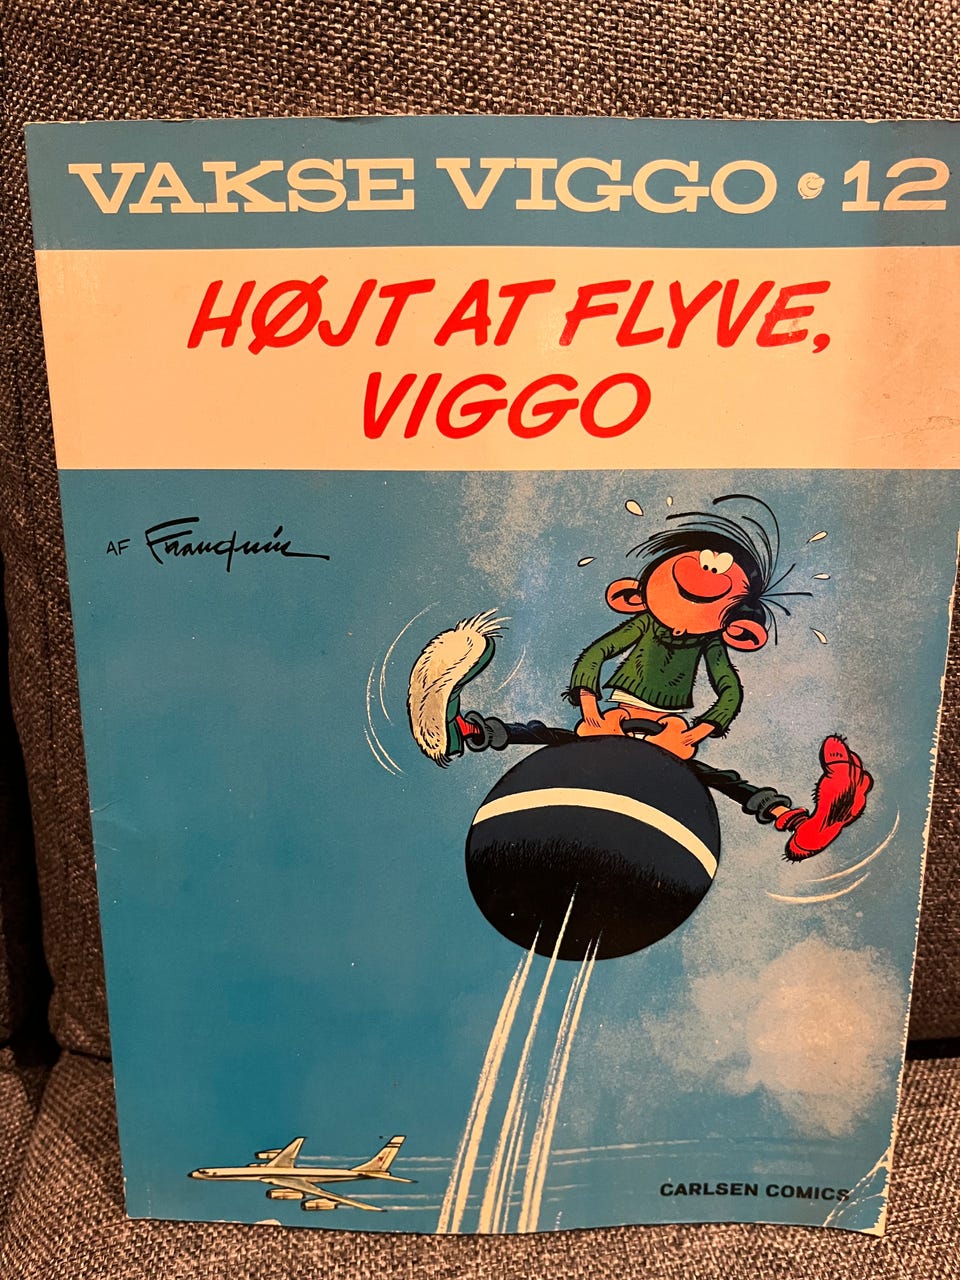 VAKSE VIGGO • 12
HØJT AT FLYVE,
VIGGO
AF Franquin
CARLSEN COMICS